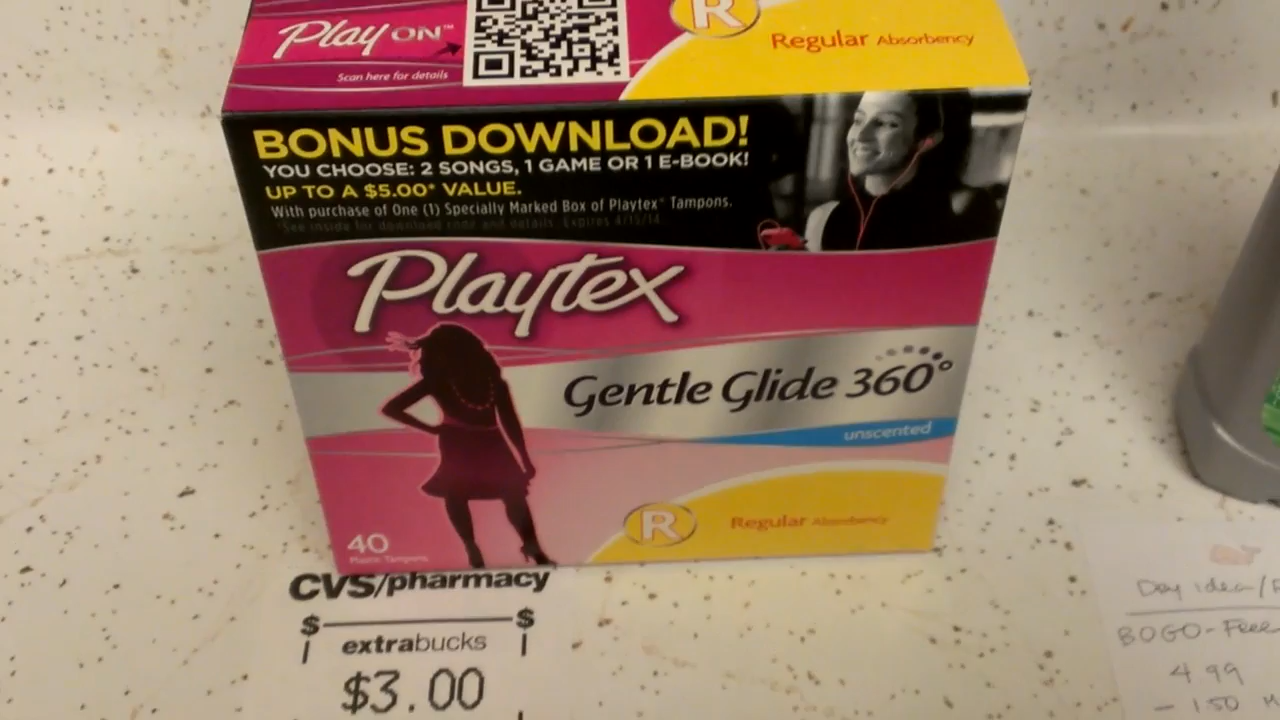 Play ON™
Scan here for details
R
Regular Absorbency
BONUS DOWNLOAD!
YOU CHOOSE: 2 SONGS, 1 GAME OR 1 E-BOOK!
UP TO A $5.00* VALUE.
With purchase of One (1) Specially Marked Box of Playtex® Tampons.
*See inside for download code and details. Expires 4/15/14
Playtex
Gentle Glide 360°
unscented
R
Regular Absorbency
40
Plastic Tampons
CVS/pharmacy
$ $
extrabucks
$3.00
BOGO-Free
4.99
- 1.50